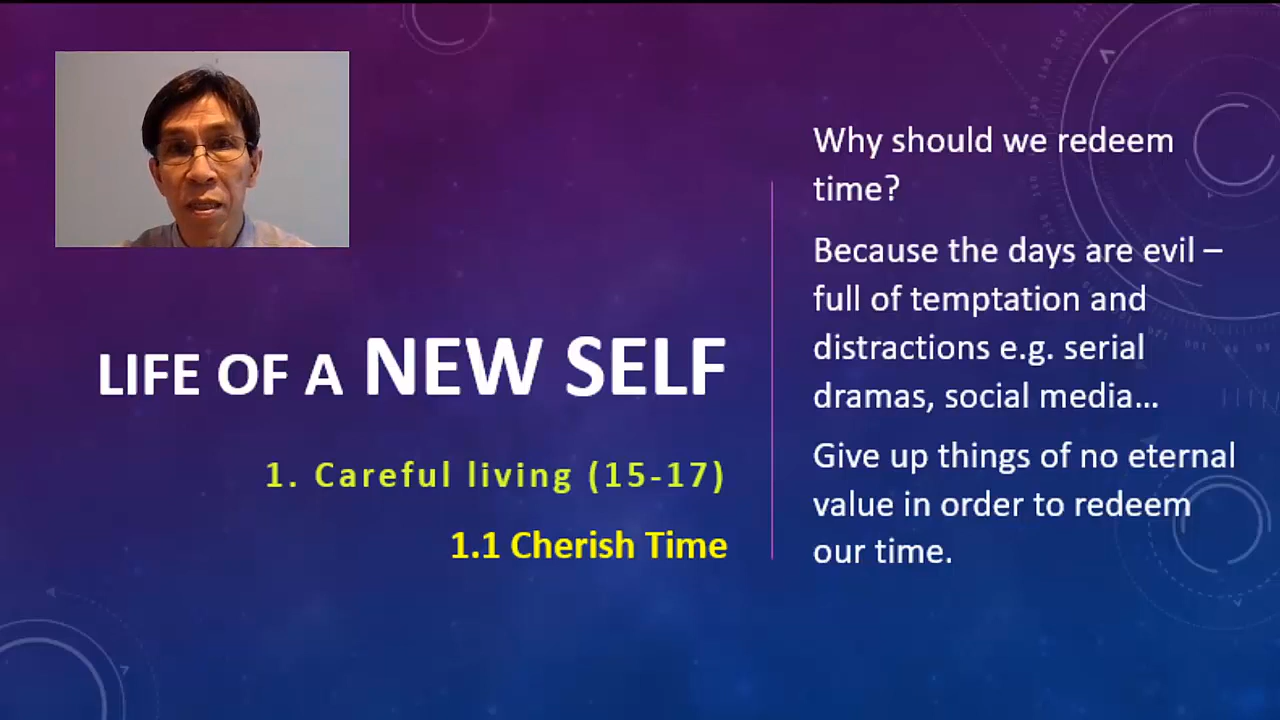 LIFE OF A NEW SELF
1. Careful living (15-17)
1.1 Cherish Time
Why should we redeem
time?
Because the days are evil –
full of temptation and
distractions e.g. serial
dramas, social media…
Give up things of no eternal
value in order to redeem
our time.